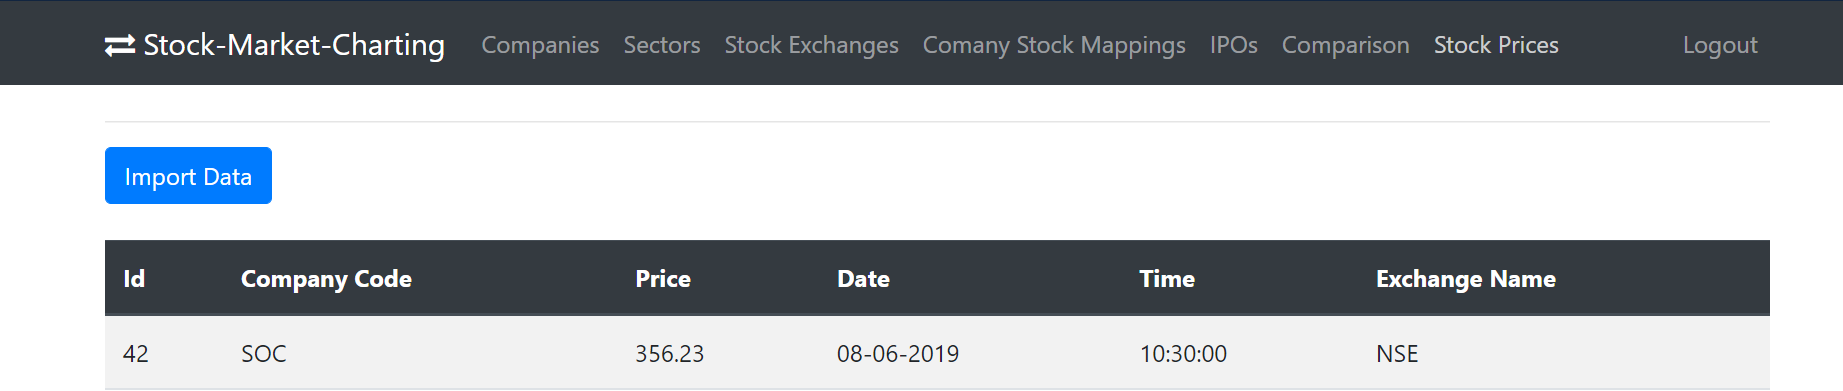 Stock-Market-Charting Companies Sectors Stock Exchanges Comany Stock Mappings IPOs Comparison Stock Prices Logout
Import Data
Id Company Code Price Date Time Exchange Name
42 SOC 356.23 08-06-2019 10:30:00 NSE